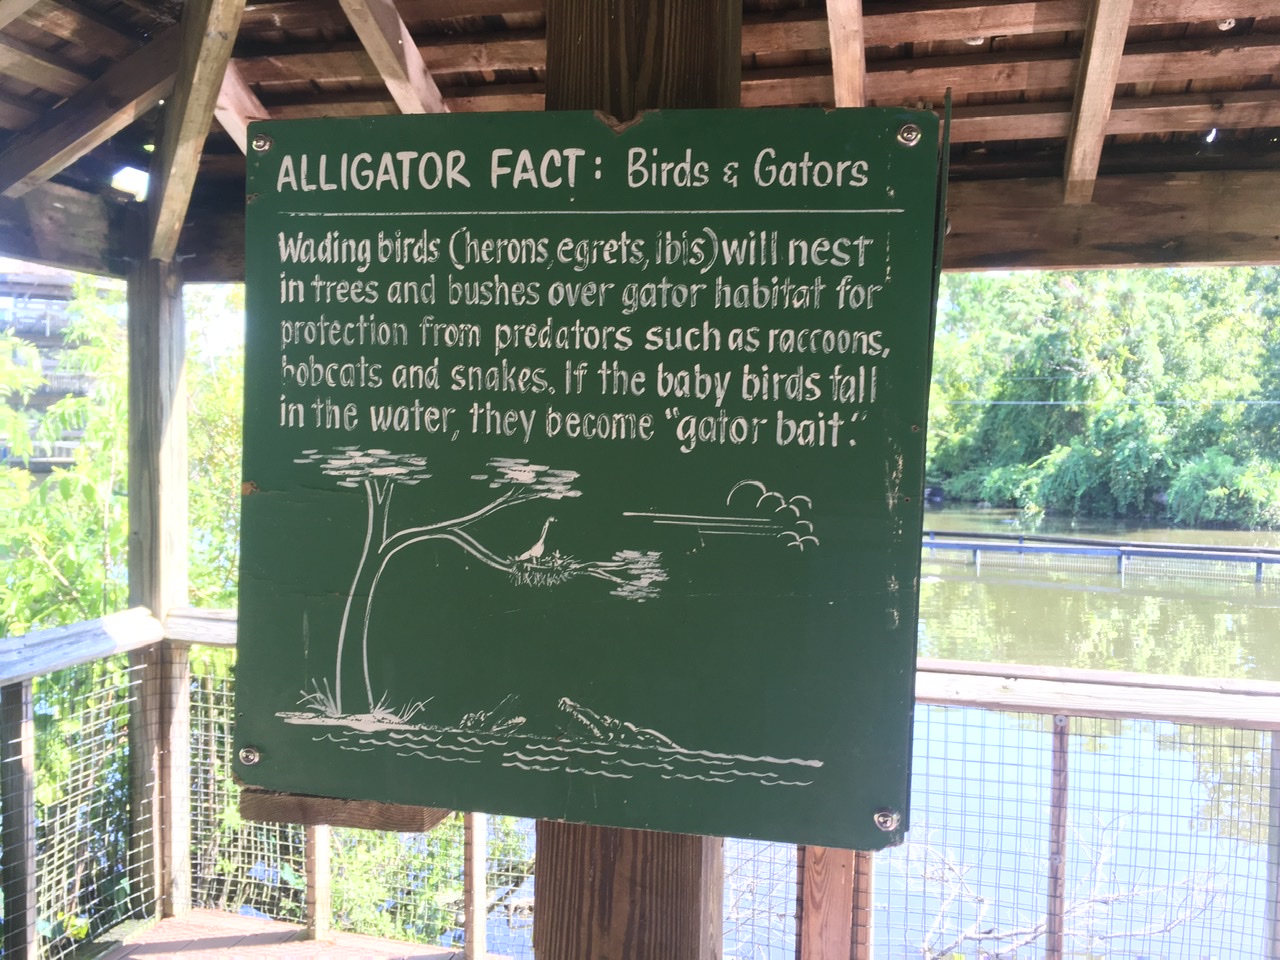 ALLIGATOR FACT: Birds & Gators
Wading birds (herons, egrets, ibis) will nest
in trees and bushes over gator habitat for
protection from predators such as raccoons,
bobcats and snakes. If the baby birds fall
in the water, they become "gator bait."